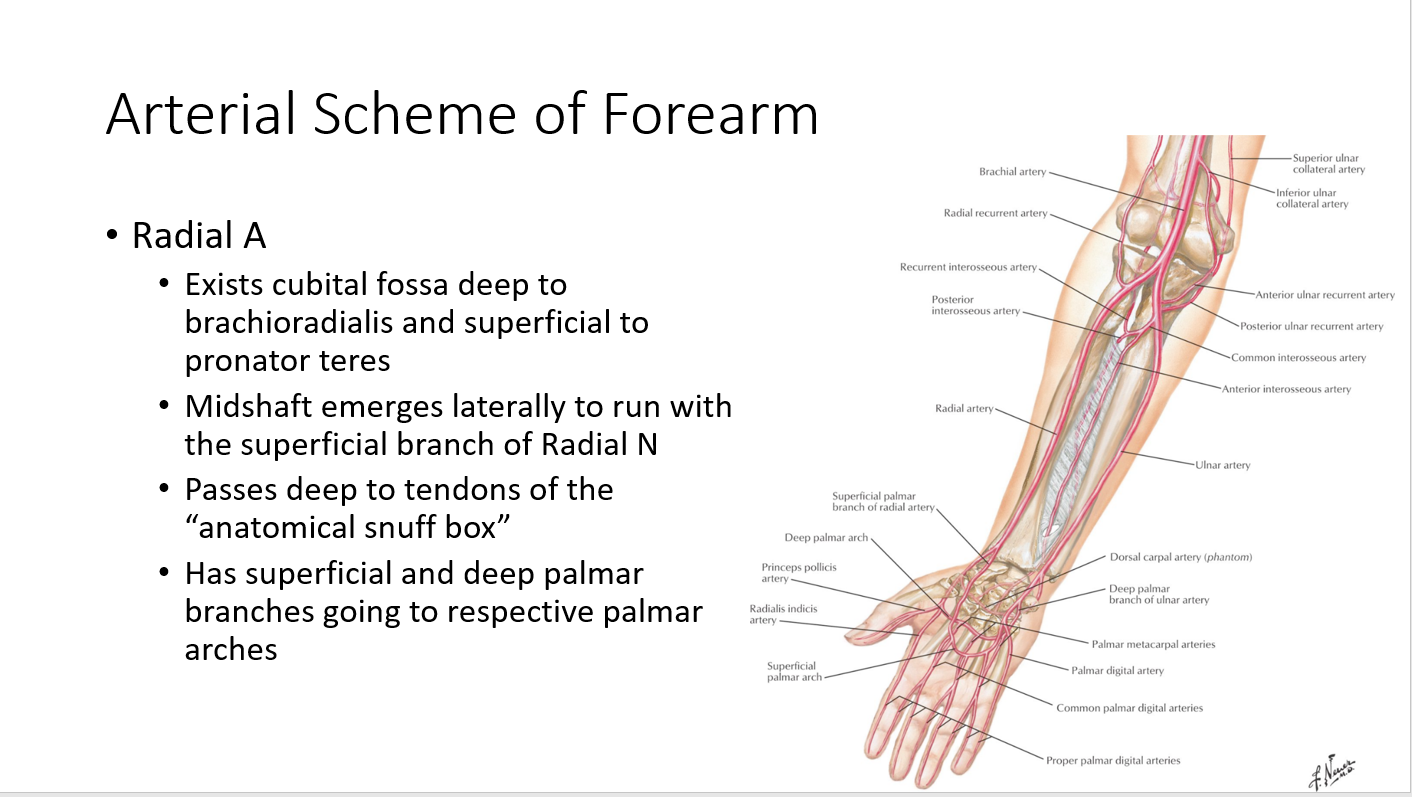 Arterial Scheme of Forearm
• Radial A
• Exists cubital fossa deep to
brachioradialis and superficial to
pronator teres
• Midshaft emerges laterally to run with
the superficial branch of Radial N
• Passes deep to tendons of the
“anatomical snuff box”
• Has superficial and deep palmar
branches going to respective palmar
arches
Brachial artery
Radial recurrent artery
Recurrent interosseous artery
Posterior
interosseous artery
Radial artery
Superficial palmar
branch of radial artery
Deep palmar arch
Princeps pollicis
artery
Radialis indicis
artery
Superficial
palmar arch
Superior ulnar
collateral artery
Inferior ulnar
collateral artery
Anterior ulnar recurrent artery
Posterior ulnar recurrent artery
Common interosseous artery
Anterior interosseous artery
Ulnar artery
Dorsal carpal artery (phantom)
Deep palmar
branch of ulnar artery
Palmar metacarpal arteries
Palmar digital artery
Common palmar digital arteries
Proper palmar digital arteries